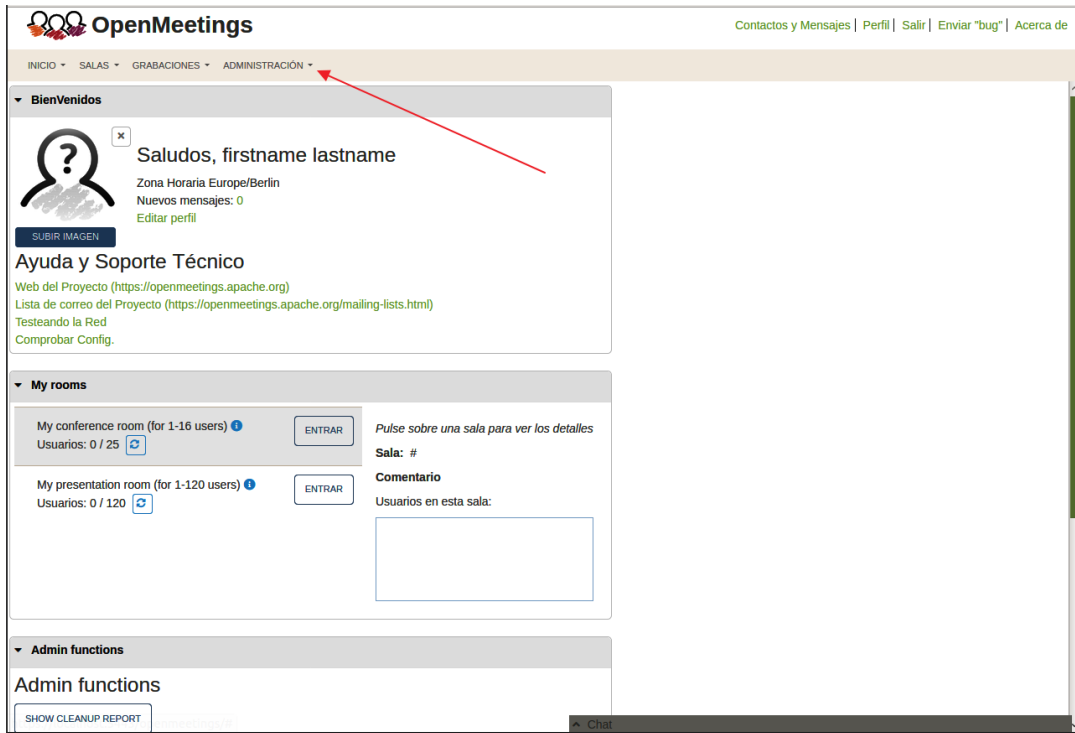 OpenMeetings
Contactos y Mensajes | Perfil | Salir | Enviar "bug" | Acerca de
INICIO SALAS GRABACIONES ADMINISTRACIÓN
BienVenidos
Saludos, firstname lastname
Zona Horaria Europe/Berlin
Nuevos mensajes: 0
Editar perfil
SUBIR IMAGEN
Ayuda y Soporte Técnico
Web del Proyecto (https://openmeetings.apache.org)
Lista de correo del Proyecto (https://openmeetings.apache.org/mailing-lists.html)
Testeando la Red
Comprobar Config.
My rooms
My conference room (for 1-16 users)
Usuarios: 0 / 25
ENTRAR
My presentation room (for 1-120 users)
Usuarios: 0 / 120
ENTRAR
Pulse sobre una sala para ver los detalles
Sala: #
Comentario
Usuarios en esta sala:
Admin functions
Admin functions
SHOW CLEANUP REPORT
Chat